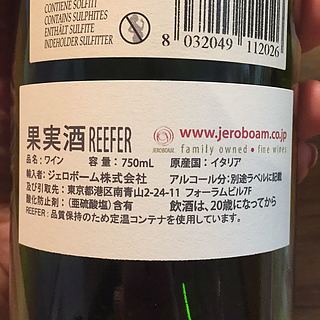 CONTIENE SOLFITI
CONTAINS SULPHITES
ENTHÄLT SULFITE
INDEHOLDER SULFITTER
8 032049 112026
果実酒 REEFER
JEROBOAM
www.jeroboam.co.jp
family owned • fine wines
品名：ワイン 容量：750mL 原産国：イタリア
輸入者：ジェロボーム株式会社 アルコール分：別途ラベルに記載
及び引取先：東京都港区南青山2-24-11 フォーラムビル7F
酸化防止剤：（亜硫酸塩）含有 飲酒は、20歳になってから
REEFER：品質保持のため定温コンテナを使用しています。